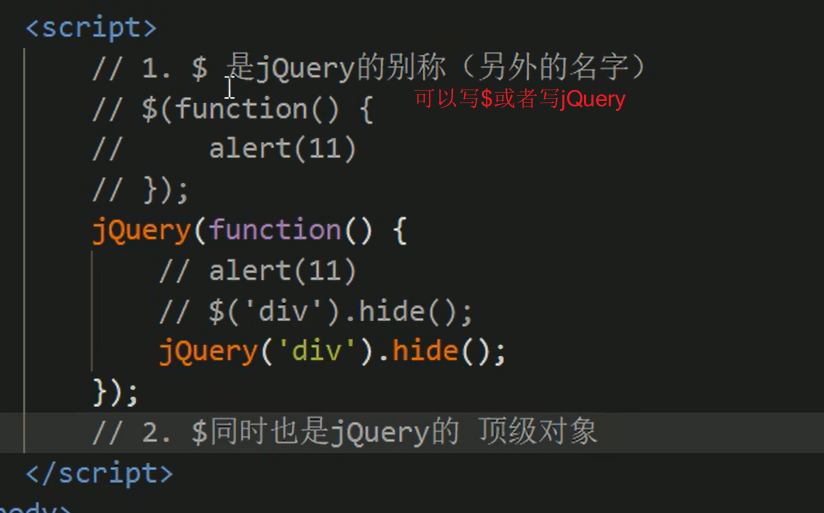 <script>
// 1. $ 是jQuery的别称（另外的名字）
可以写$或者写jQuery
// $(function() {
//     alert(11)
// });
jQuery(function() {
// alert(11)
// $('div').hide();
jQuery('div').hide();
});
// 2. $同时也是jQuery的 顶级对象
</script>